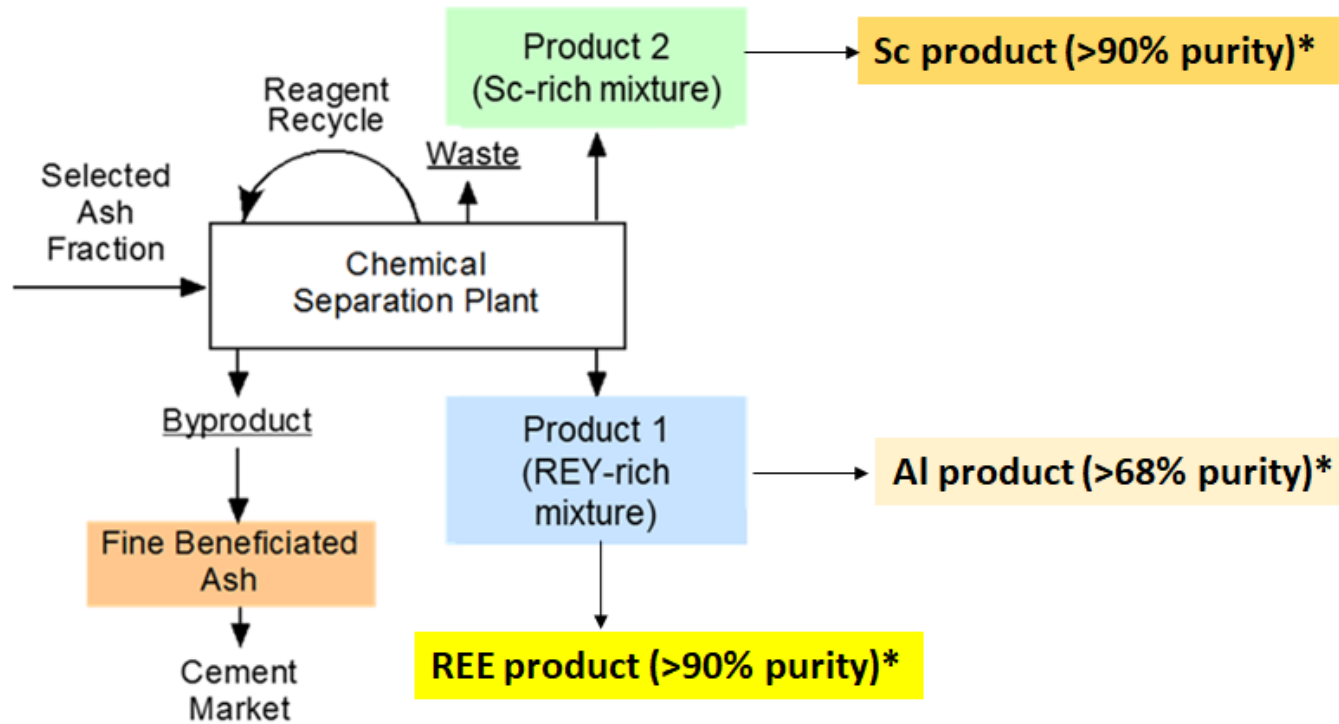 Product 2
(Sc-rich mixture)
Sc product (>90% purity)*
Reagent
Recycle
Waste
Selected
Ash
Fraction
Chemical
Separation Plant
Byproduct
Product 1
(REY-rich
mixture)
Al product (>68% purity)*
Fine Beneficiated
Ash
REE product (>90% purity)*
Cement
Market